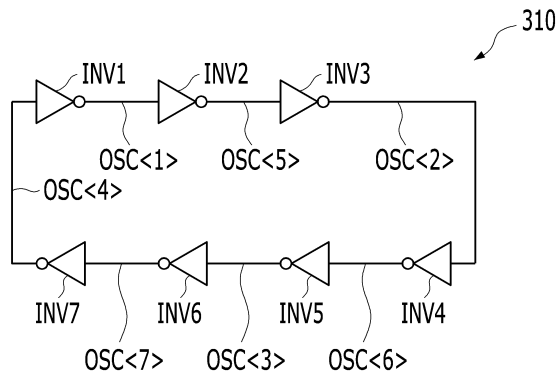 310
INV1 INV2 INV3
OSC<1> OSC<5> OSC<2>
OSC<4>
INV7 INV6 INV5 INV4
OSC<7> OSC<3> OSC<6>